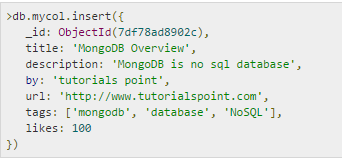 >db.mycol.insert({
   _id: ObjectId(7df78ad8902c),
   title: 'MongoDB Overview',
   description: 'MongoDB is no sql database',
   by: 'tutorials point',
   url: 'http://www.tutorialspoint.com',
   tags: ['mongodb', 'database', 'NoSQL'],
   likes: 100
})